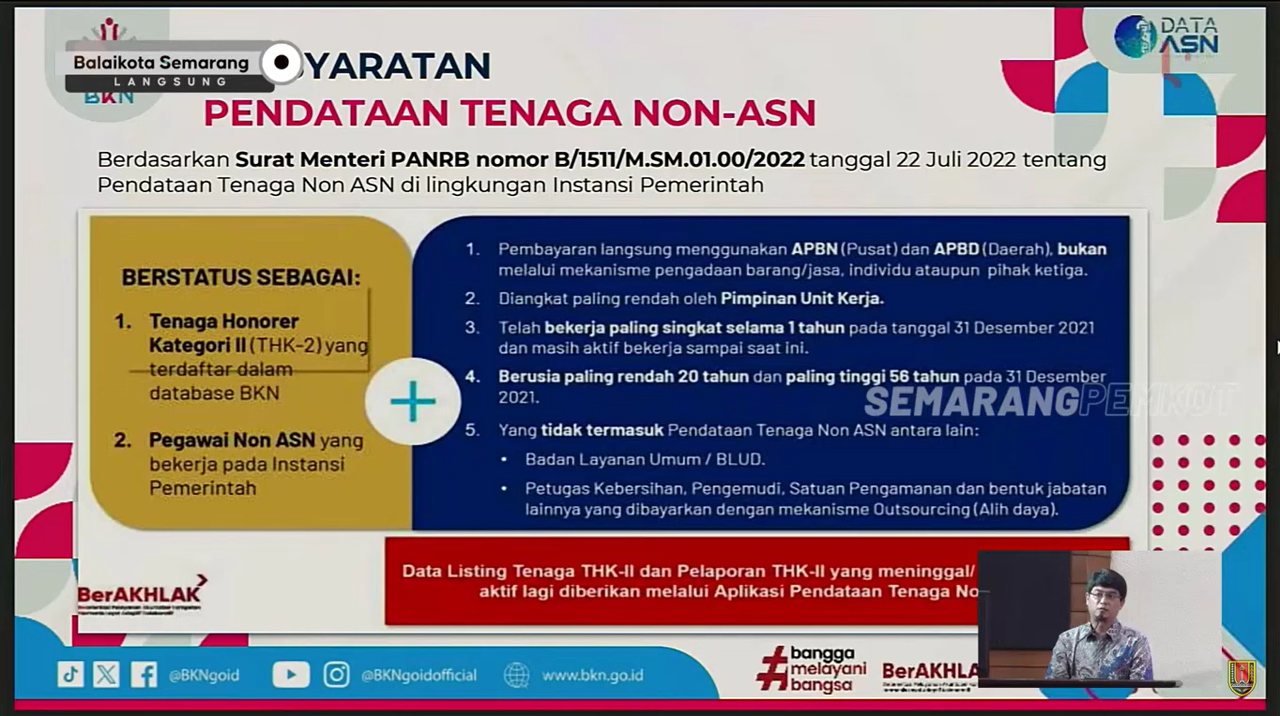 Balaikota Semarang
LANGSUNG
BKN
YARATAN
DATA
ASN
PENDATAAN TENAGA NON-ASN
Berdasarkan Surat Menteri PANRB nomor B/1511/M.SM.01.00/2022 tanggal 22 Juli 2022 tentang
Pendataan Tenaga Non ASN di lingkungan Instansi Pemerintah
BERSTATUS SEBAGAI:
1. Tenaga Honorer
Kategori II (THK-2) yang
terdaftar dalam
database BKN
2. Pegawai Non ASN yang
bekerja pada Instansi
Pemerintah
1. Pembayaran langsung menggunakan APBN (Pusat) dan APBD (Daerah), bukan
melalui mekanisme pengadaan barang/jasa, individu ataupun pihak ketiga.
2. Diangkat paling rendah oleh Pimpinan Unit Kerja.
3. Telah bekerja paling singkat selama 1 tahun pada tanggal 31 Desember 2021
dan masih aktif bekerja sampai saat ini.
4. Berusia paling rendah 20 tahun dan paling tinggi 56 tahun pada 31 Desember
2021.
SEMARANGPEMKOT
5. Yang tidak termasuk Pendataan Tenaga Non ASN antara lain:
• Badan Layanan Umum / BLUD.
• Petugas Kebersihan, Pengemudi, Satuan Pengamanan dan bentuk jabatan
lainnya yang dibayarkan dengan mekanisme Outsourcing (Alih daya).
Data Listing Tenaga THK-II dan Pelaporan THK-II yang meninggal/
aktif lagi diberikan melalui Aplikasi Pendataan Tenaga No
BerAKHLAK
@BKNgoid
@BKNgoidofficial
www.bkn.go.id
#bangga
melayani
bangsa
BerAKHLAK